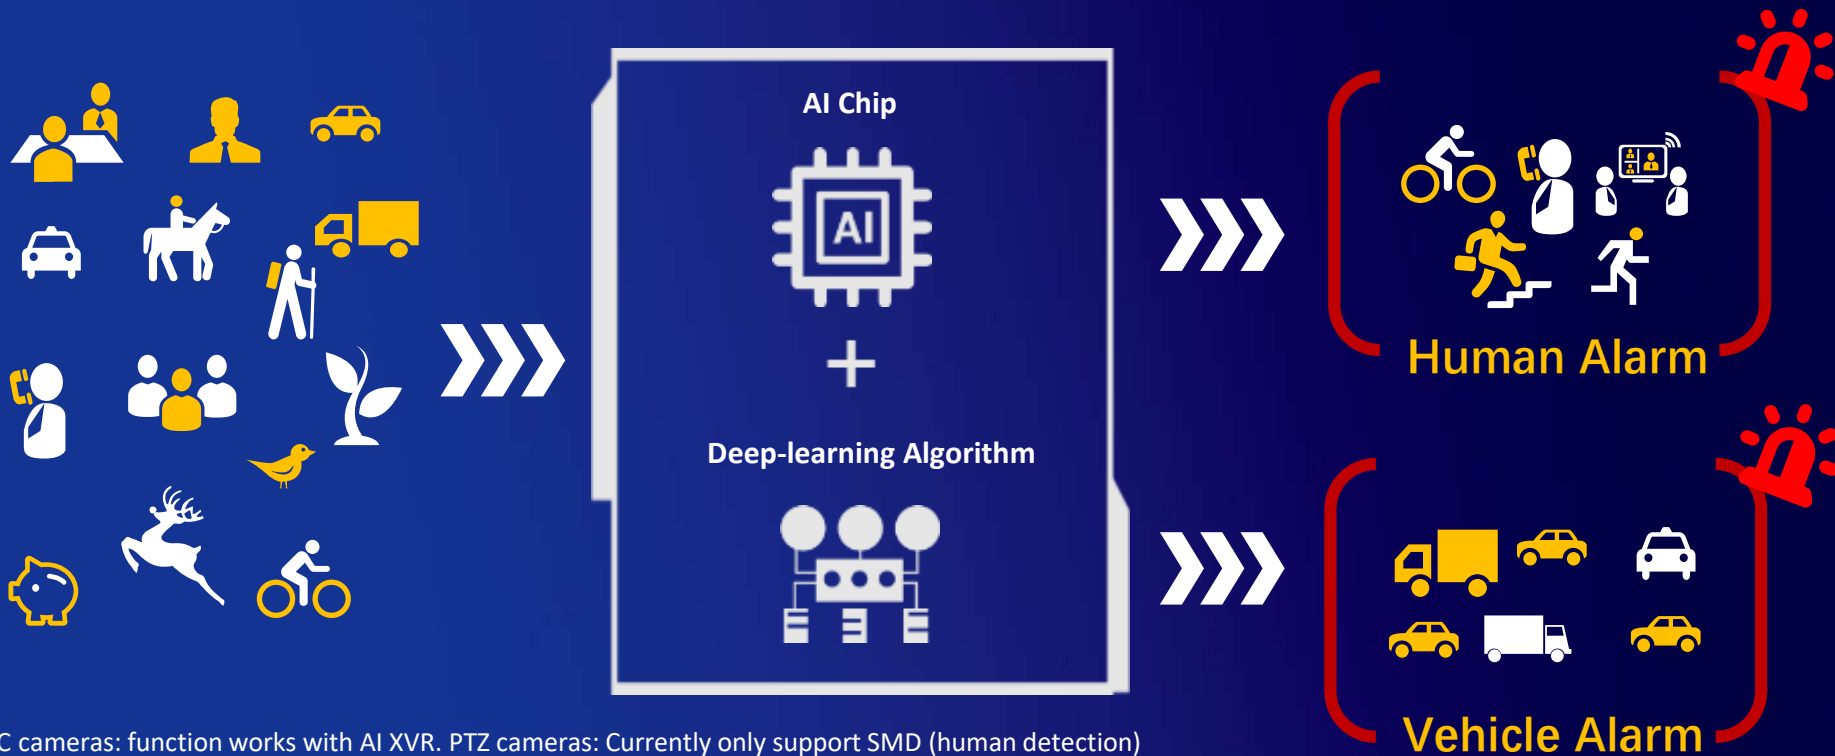 AI Chip
AI
Deep-learning Algorithm
Human Alarm
Vehicle Alarm
C cameras: function works with AI XVR. PTZ cameras: Currently only support SMD (human detection)